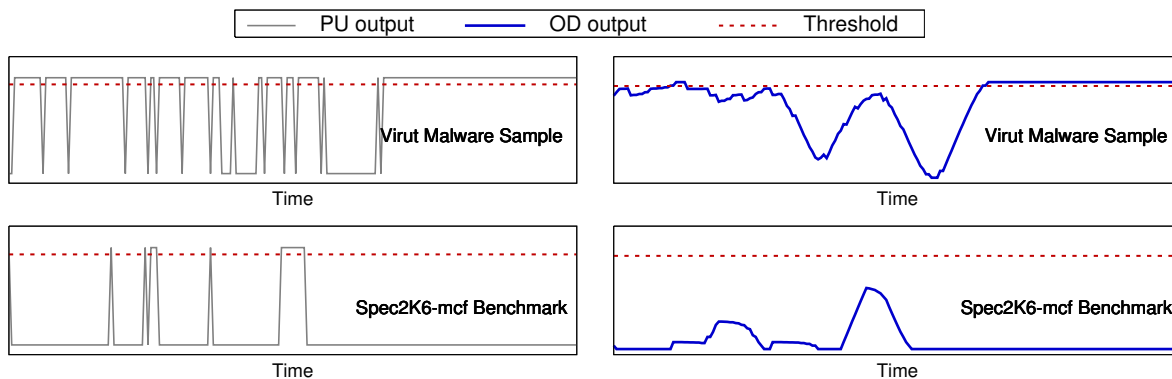 PU output OD output Threshold
Virut Malware Sample
Virut Malware Sample
Time
Time
Spec2K6-mcf Benchmark
Spec2K6-mcf Benchmark
Time
Time